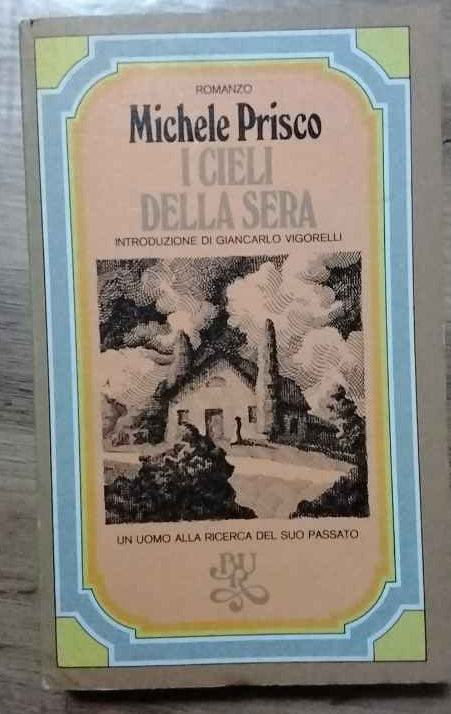 ROMANZO
Michele Prisco
I CIELI
DELLA SERA
INTRODUZIONE DI GIANCARLO VIGORELLI
UN UOMO ALLA RICERCA DEL SUO PASSATO
BUR